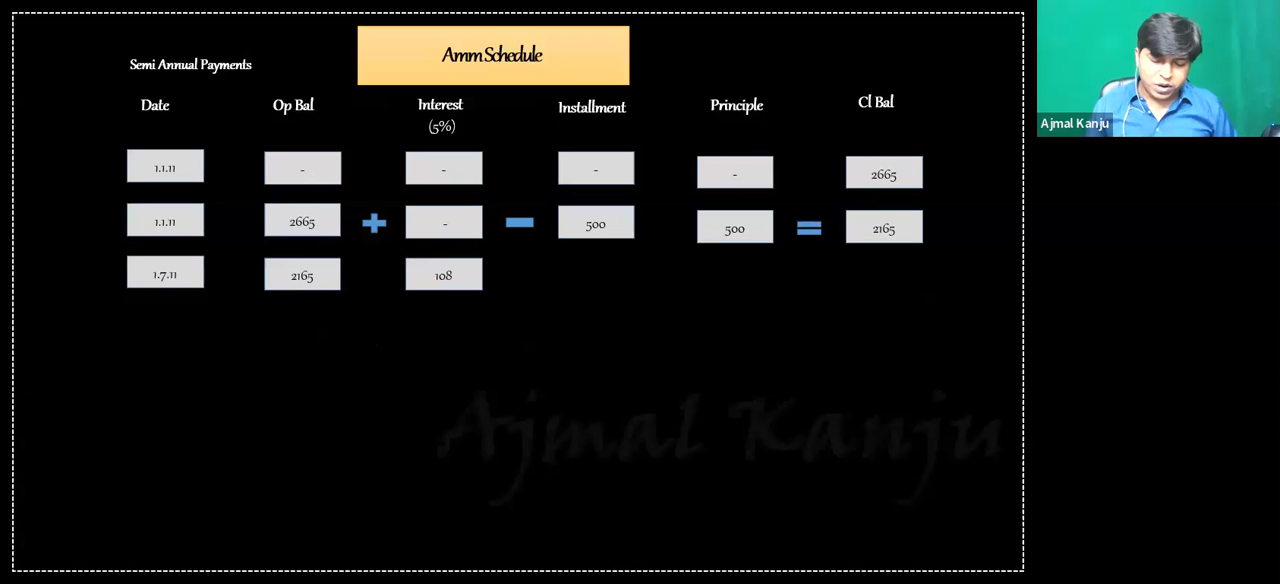 Amm Schedule
Semi Annual Payments
Date Op Bal Interest Installment Principle Cl Bal
(5%)
1.1.11 - - - - 2665
1.1.11 2665 + - - 500 500 = 2165
1.7.11 2165 108
Ajmal Kanju
Ajmal Kanju